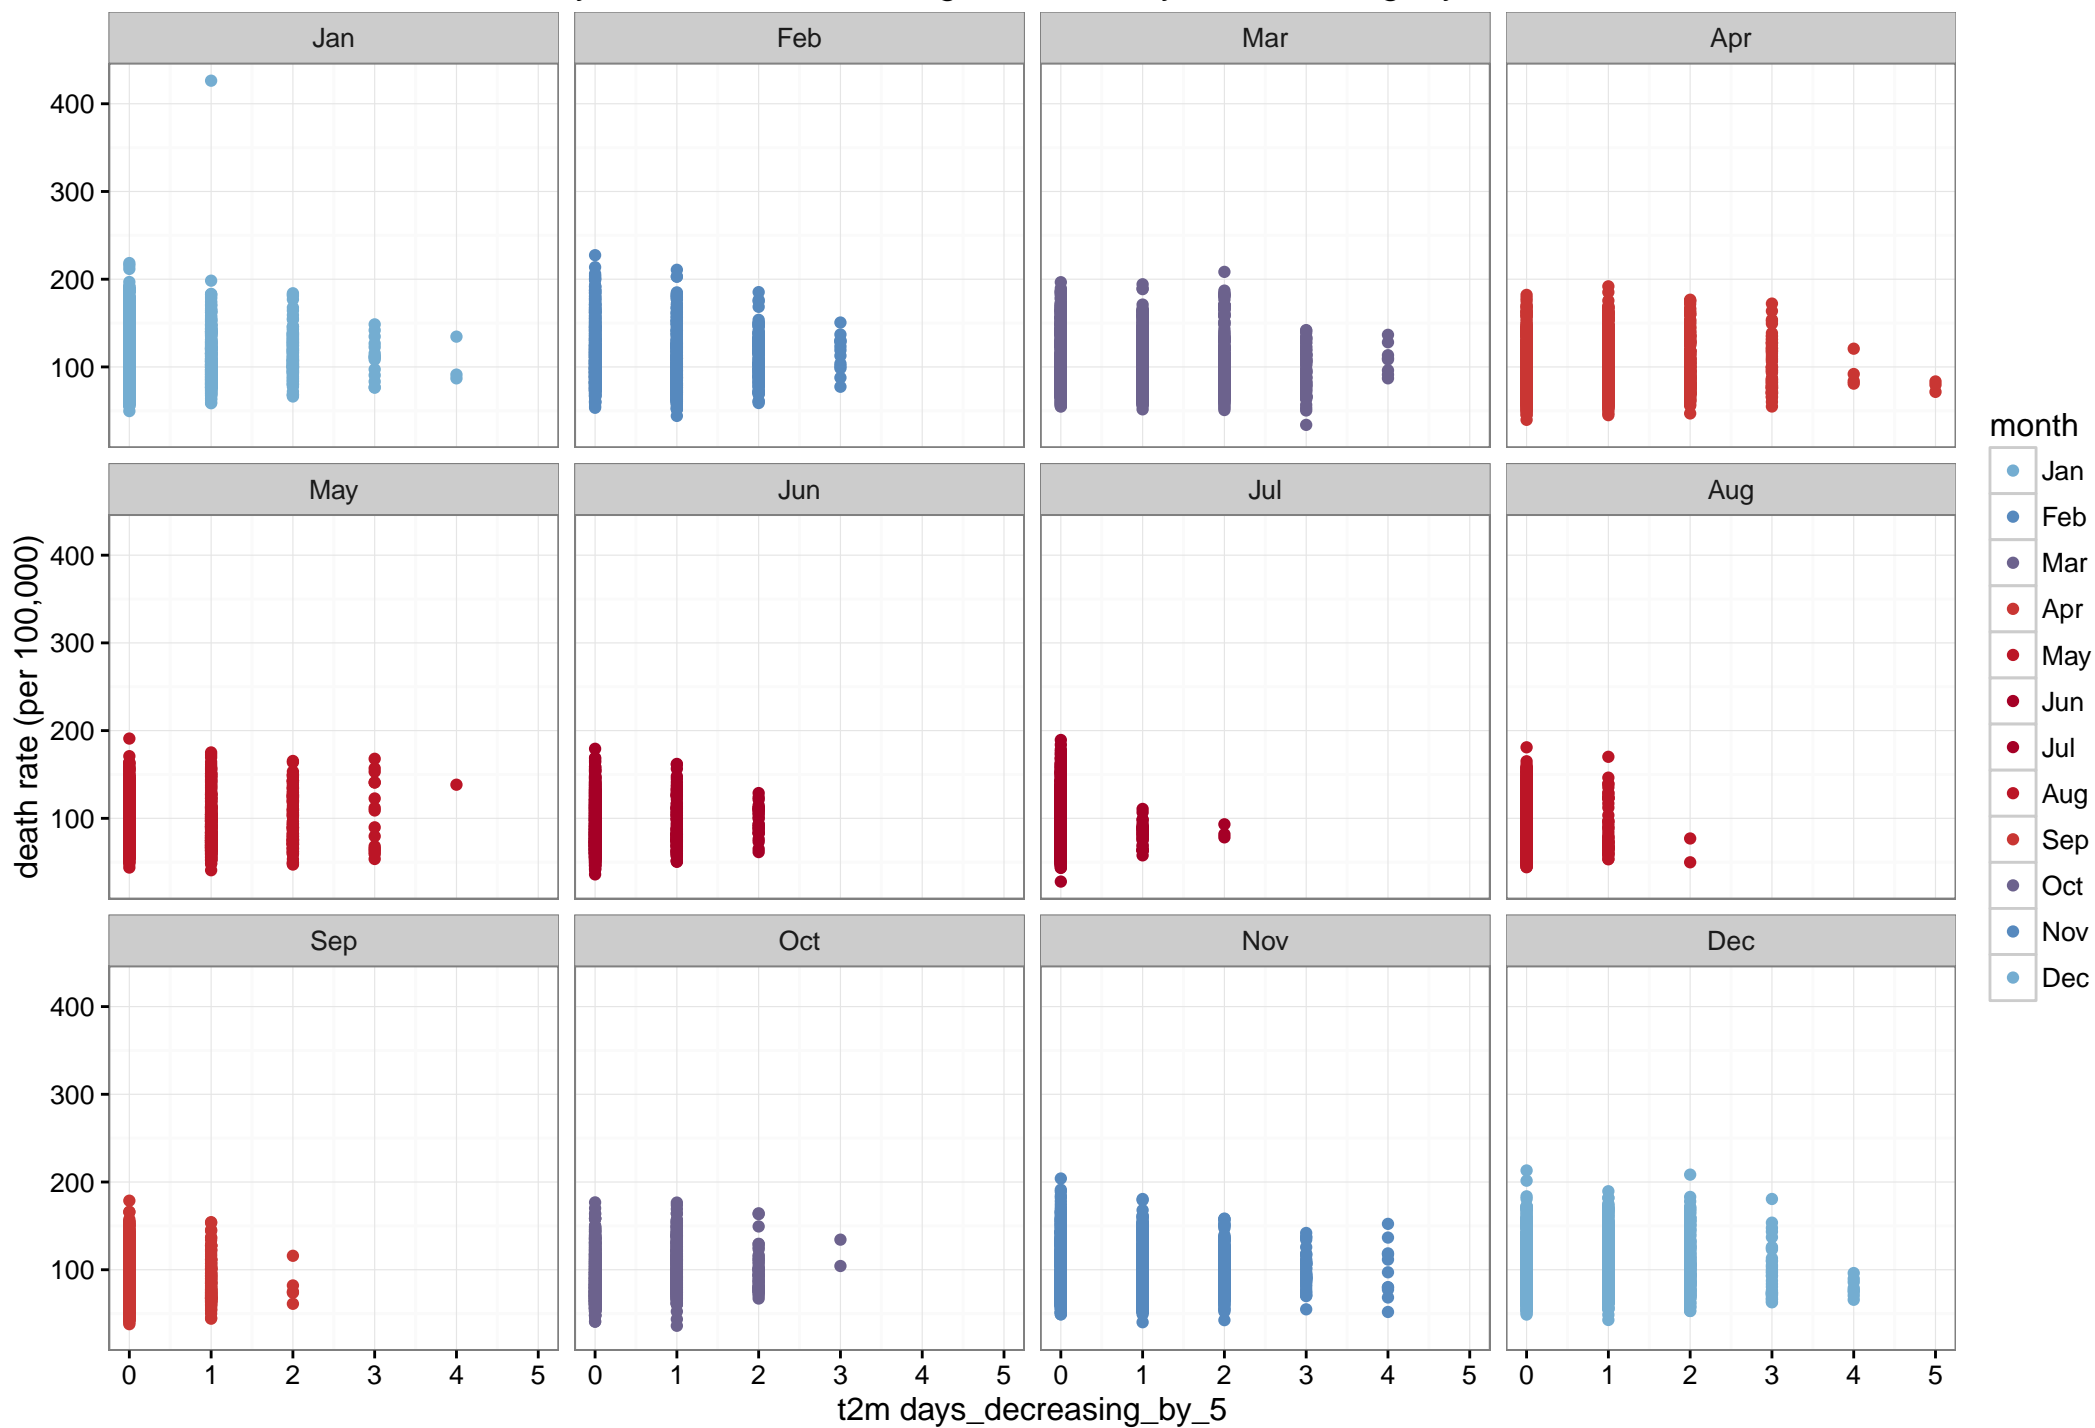 Jan Feb Mar Apr
400
300
200
100
May Jun Jul Aug
400
300
200
100
Sep Oct Nov Dec
400
300
200
100
0 1 2 3 4 5 0 1 2 3 4 5 0 1 2 3 4 5 0 1 2 3 4 5
t2m days_decreasing_by_5
death rate (per 100,000)
month
Jan
Feb
Mar
Apr
May
Jun
Jul
Aug
Sep
Oct
Nov
Dec